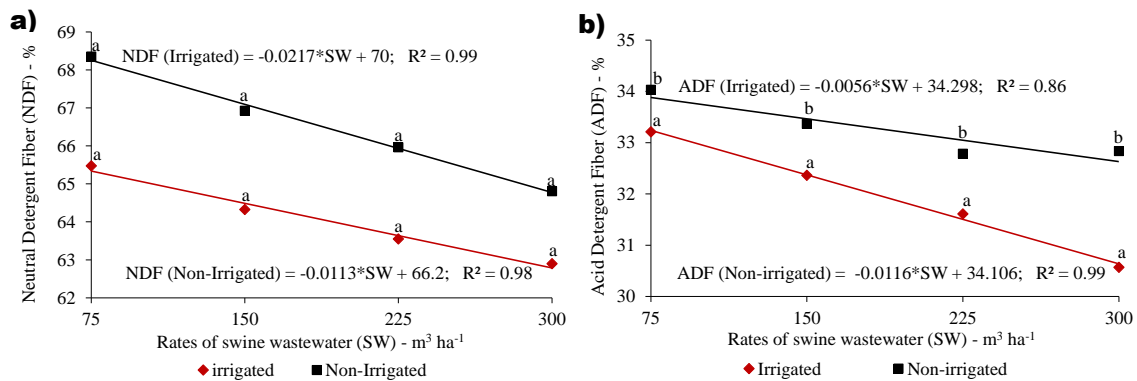 a)
69
68
67
66
65
64
63
62
Neutral Detergent Fiber (NDF) - %
a
NDF (Irrigated) = -0.0217*SW + 70; R² = 0.99
a
a
a
a
a
a
a
NDF (Non-Irrigated) = -0.0113*SW + 66.2; R² = 0.98
75 150 225 300
Rates of swine wastewater (SW) - m³ ha⁻¹
irrigated Non-Irrigated
b)
35
34
33
32
31
30
Acid Detergent Fiber (ADF) - %
b
ADF (Irrigated) = -0.0056*SW + 34.298; R² = 0.86
b
b
b
a
a
a
a
ADF (Non-irrigated) = -0.0116*SW + 34.106; R² = 0.99
75 150 225 300
Rates of swine wastewater (SW) - m³ ha⁻¹
Irrigated Non-irrigated